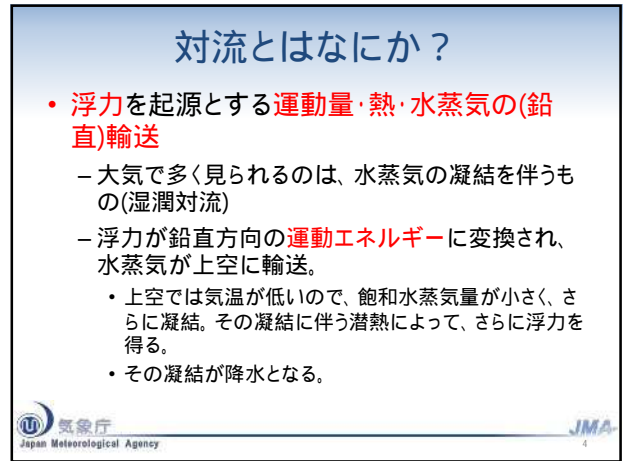 対流とはなにか？
• 浮力を起源とする運動量・熱・水蒸気の(鉛
直)輸送
– 大気で多く見られるのは、水蒸気の凝結を伴うも
の(湿潤対流)
– 浮力が鉛直方向の運動エネルギーに変換され、
水蒸気が上空に輸送。
• 上空では気温が低いので、飽和水蒸気量が小さく、さ
らに凝結。その凝結に伴う潜熱によって、さらに浮力を
得る。
• その凝結が降水となる。
気象庁
Japan Meteorological Agency
JMA
4